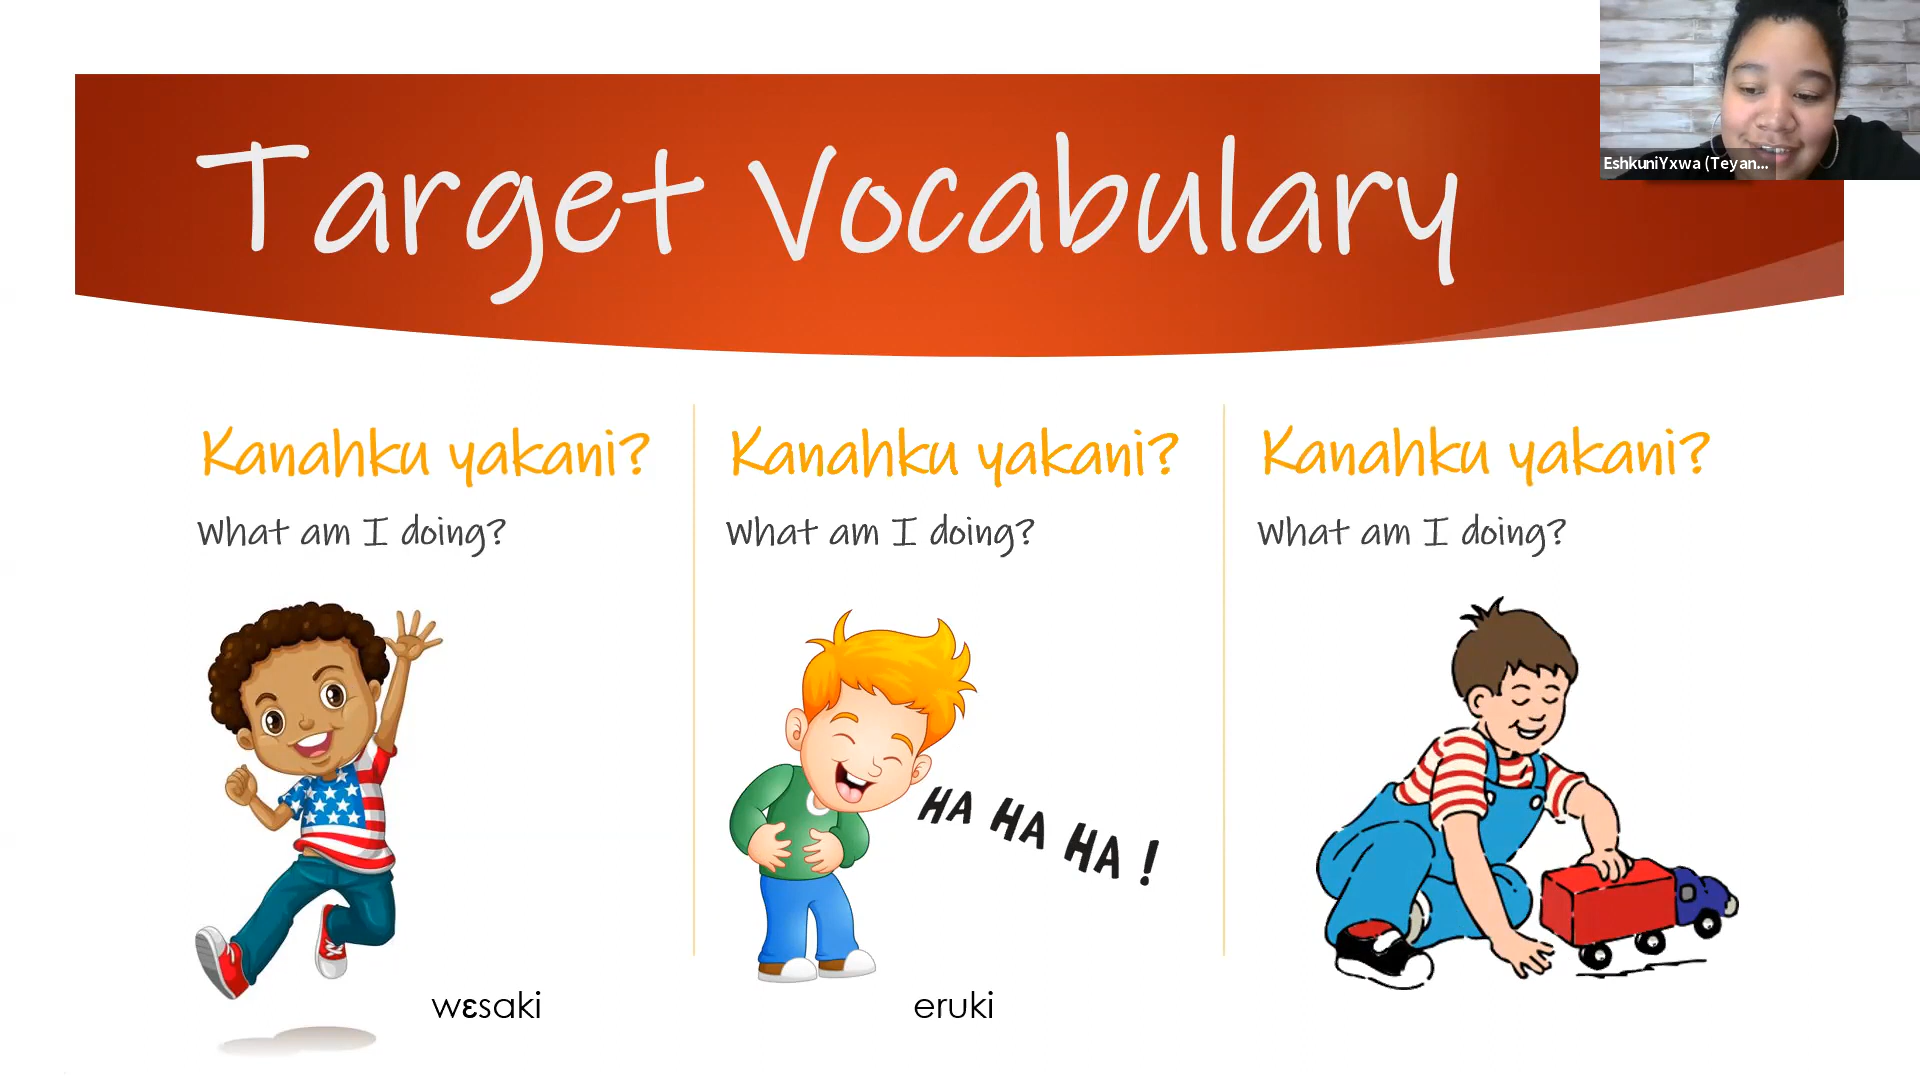 Target Vocabulary
EshkuniYxwa (Teyan...
Kanahku yakani?
What am I doing?
wɛsaki
Kanahku yakani?
What am I doing?
HA HA HA !
eruki
Kanahku yakani?
What am I doing?